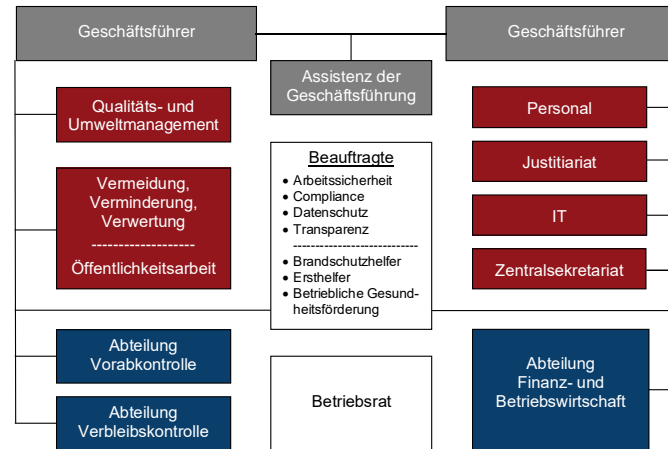 Geschäftsführer
Geschäftsführer
Assistenz der
Geschäftsführung
Qualitäts- und
Umweltmanagement
Vermeidung,
Verminderung,
Verwertung
--------------------
Öffentlichkeitsarbeit
Abteilung
Vorabkontrolle
Abteilung
Verbleibskontrolle
Beauftragte
• Arbeitssicherheit
• Compliance
• Datenschutz
• Transparenz
----------------------------
• Brandschutzhelfer
• Ersthelfer
• Betriebliche Gesund-
heitsförderung
Betriebsrat
Personal
Justitiariat
IT
Zentralsekretariat
Abteilung
Finanz- und
Betriebswirtschaft